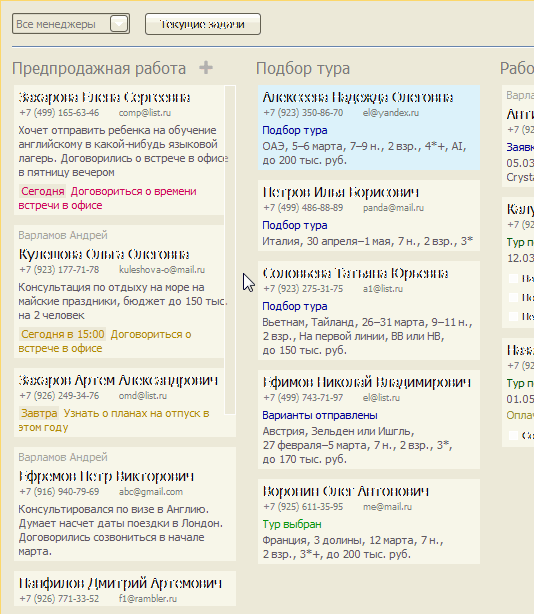 Все менеджеры
Текущие задачи
Предпродажная работа
Захарова Елена Сергеевна
+7 (499) 165-63-46 comp@list.ru
Хочет отправить ребенка на обучение
английскому в какой-нибудь языковой
лагерь. Договорились о встрече в офисе
в пятницу вечером
Сегодня Договориться о времени
встречи в офисе
Варламов Андрей
Кулешова Ольга Олеговна
+7 (923) 177-71-78 kuleshova-o@mail.ru
Консультация по отдыху на море на
майские праздники, бюджет до 150 тыс.
на 2 человек
Сегодня в 15:00 Договориться о
встрече в офисе
Захаров Артем Александрович
+7 (926) 249-34-76 omd@list.ru
Завтра Узнать о планах на отпуск в
этом году
Варламов Андрей
Ефремов Петр Викторович
+7 (916) 940-79-69 abc@gmail.com
Консультировался по визе в Англию.
Думает насчет даты поездки в Лондон.
Договорились созвониться в начале
марта.
Панфилов Дмитрий Артемович
+7 (926) 771-33-52 f1@rambler.ru
Подбор тура
Алексеева Надежда Олеговна
+7 (923) 350-86-70 el@yandex.ru
Подбор тура
ОАЭ, 5–6 марта, 7–9 н., 2 взр., 4*+, AI,
до 200 тыс. руб.
Петров Илья Борисович
+7 (499) 486-88-89 panda@mail.ru
Подбор тура
Италия, 30 апреля–1 мая, 7 н., 2 взр., 3*
Соловьева Татьяна Юрьевна
+7 (923) 275-31-75 a1@list.ru
Подбор тура
Вьетнам, Тайланд, 26–31 марта, 9–11 н.,
2 взр., На первой линии, BB или HB,
до 150 тыс. руб.
Ефимов Николай Владимирович
+7 (499) 743-71-97 el@list.ru
Варианты отправлены
Австрия, Зельден или Ишгль,
27 февраля–5 марта, 7 н., 2 взр., 3*,
до 170 тыс. руб.
Воронин Олег Антонович
+7 (925) 611-35-95 me@mail.ru
Тур выбран
Франция, 3 долины, 12 марта, 7 н.,
2 взр., 3*+, до 200 тыс. руб.
Рабо
Варла
Анти
+7 (92
Заявк
05.03
Cryst
Калу
+7 (92
Тур по
12.03
Наза
+7 (92
Тур по
01.05
Оплач